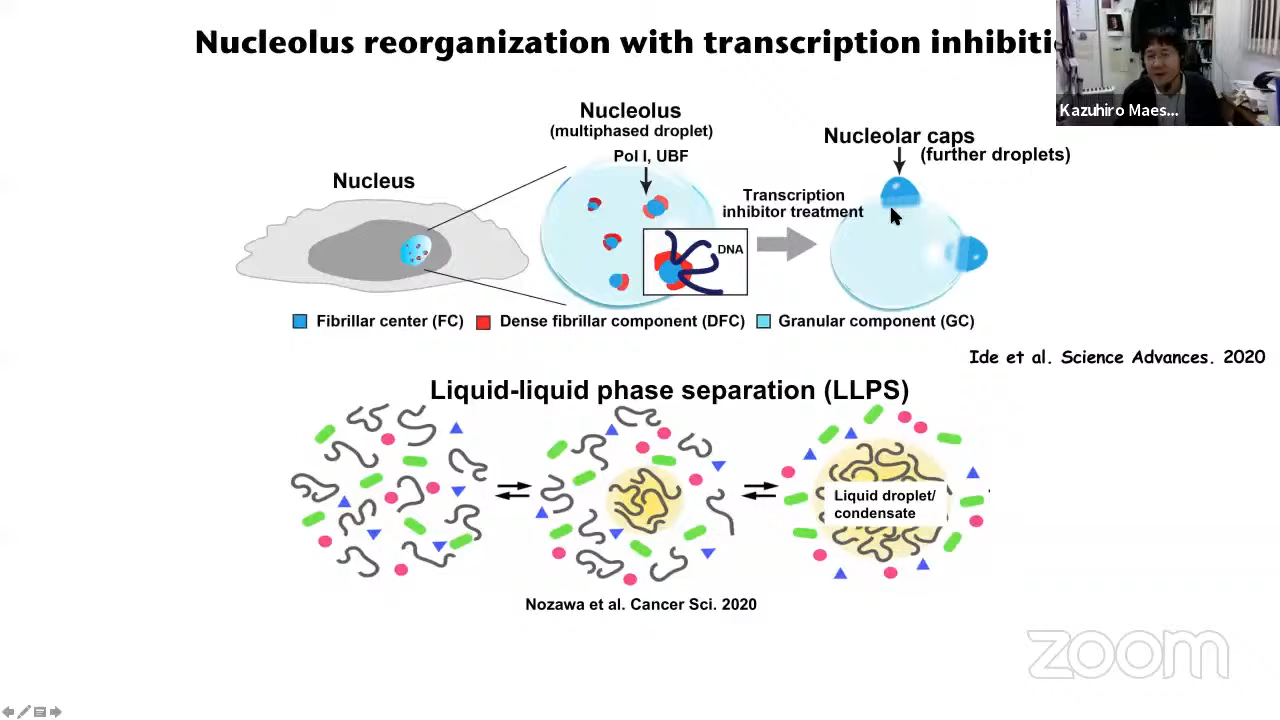 Nucleolus reorganization with transcription inhibiti
Kazuhiro Maes...
Nucleolus
(multiphased droplet)
Pol I, UBF
Nucleolar caps
(further droplets)
Nucleus
Transcription
inhibitor treatment
DNA
Fibrillar center (FC)
Dense fibrillar component (DFC)
Granular component (GC)
Ide et al. Science Advances. 2020
Liquid-liquid phase separation (LLPS)
Liquid droplet/
condensate
Nozawa et al. Cancer Sci. 2020
zoom